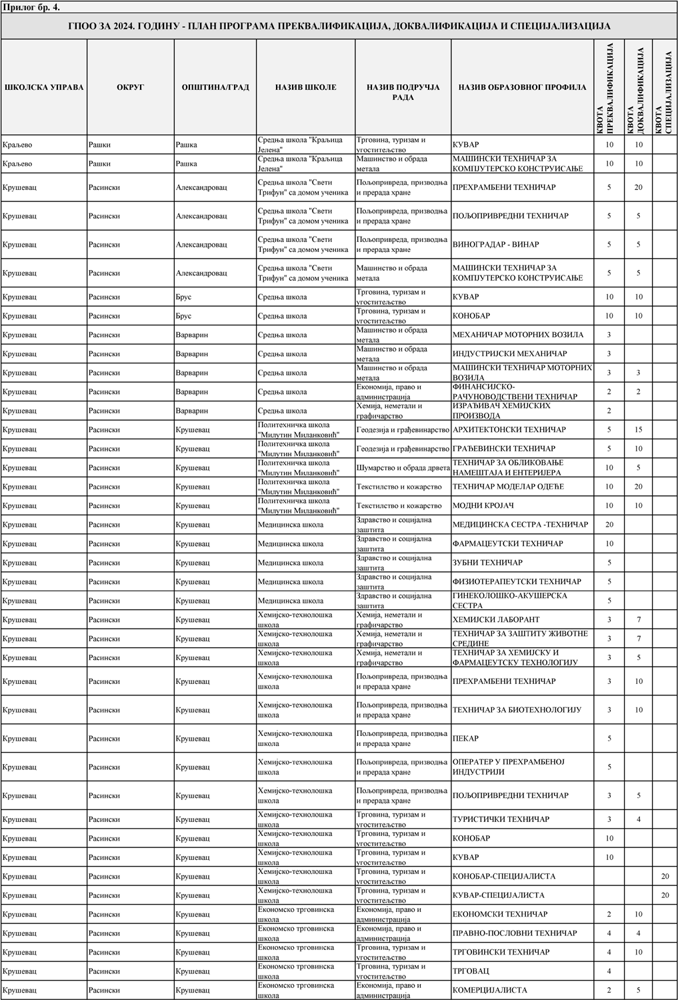 Прилог бр. 4.
ГПОО ЗА 2024. ГОДИНУ - ПЛАН ПРОГРАМА ПРЕКВАЛИФИКАЦИЈА, ДОКВАЛИФИКАЦИЈА И СПЕЦИЈАЛИЗАЦИЈА
ШКОЛСКА УПРАВА ОКРУГ ОПШТИНА/ГРАД НАЗИВ ШКОЛЕ НАЗИВ ПОДРУЧЈА РАДА НАЗИВ ОБРАЗОВНОГ ПРОФИЛА КВОТА ПРЕКВАЛИФИКАЦИЈА КВОТА ДОКВАЛИФИКАЦИЈА КВОТА СПЕЦИЈАЛИЗАЦИЈА
Краљево Рашки Рашка Средња школа "Краљица Јелена" Трговина, туризам и угоститељство КУВАР 10 10
Краљево Рашки Рашка Средња школа "Краљица Јелена" Машинство и обрада метала МАШИНСКИ ТЕХНИЧАР ЗА КОМПЈУТЕРСКО КОНСТРУИСАЊЕ 10 10
Крушевац Расински Александровац Средња школа "Свети Трифун" са домом ученика Пољопривреда, призводња и прерада хране ПРЕХРАМБЕНИ ТЕХНИЧАР 5 20
Крушевац Расински Александровац Средња школа "Свети Трифун" са домом ученика Пољопривреда, призводња и прерада хране ПОЉОПРИВРЕДНИ ТЕХНИЧАР 5 5
Крушевац Расински Александровац Средња школа "Свети Трифун" са домом ученика Пољопривреда, призводња и прерада хране ВИНОГРАДАР - ВИНАР 5 5
Крушевац Расински Александровац Средња школа "Свети Трифун" са домом ученика Машинство и обрада метала МАШИНСКИ ТЕХНИЧАР ЗА КОМПЈУТЕРСКО КОНСТРУИСАЊЕ 5 5
Крушевац Расински Брус Средња школа Трговина, туризам и угоститељство КУВАР 10 10
Крушевац Расински Брус Средња школа Трговина, туризам и угоститељство КОНОБАР 10 10
Крушевац Расински Варварин Средња школа Машинство и обрада метала МЕХАНИЧАР МОТОРНИХ ВОЗИЛА 3
Крушевац Расински Варварин Средња школа Машинство и обрада метала ИНДУСТРИЈСКИ МЕХАНИЧАР 3
Крушевац Расински Варварин Средња школа Машинство и обрада метала МАШИНСКИ ТЕХНИЧАР МОТОРНИХ ВОЗИЛА 3 3
Крушевац Расински Варварин Средња школа Економија, право и администрација ФИНАНСИЈСКО-РАЧУНОВОДСТВЕНИ ТЕХНИЧАР 2 2
Крушевац Расински Варварин Средња школа Хемија, неметали и графичарство ИЗРАЂИВАЧ ХЕМИЈСКИХ ПРОИЗВОДА 2
Крушевац Расински Крушевац Политехничка школа "Милутин Миланковић" Геодезија и грађевинарство АРХИТЕКТОНСКИ ТЕХНИЧАР 5 15
Крушевац Расински Крушевац Политехничка школа "Милутин Миланковић" Геодезија и грађевинарство ГРАЂЕВИНСКИ ТЕХНИЧАР 5 10
Крушевац Расински Крушевац Политехничка школа "Милутин Миланковић" Шумарство и обрада дрвета ТЕХНИЧАР ЗА ОБЛИКОВАЊЕ НАМЕШТАЈА И ЕНТЕРИЈЕРА 10 5
Крушевац Расински Крушевац Политехничка школа "Милутин Миланковић" Текстилство и кожарство ТЕХНИЧАР МОДЕЛАР ОДЕЋЕ 10 20
Крушевац Расински Крушевац Политехничка школа "Милутин Миланковић" Текстилство и кожарство МОДНИ КРОЈАЧ 10 10
Крушевац Расински Крушевац Медицинска школа Здравство и социјална заштита МЕДИЦИНСКА СЕСТРА -ТЕХНИЧАР 20
Крушевац Расински Крушевац Медицинска школа Здравство и социјална заштита ФАРМАЦЕУТСКИ ТЕХНИЧАР 10
Крушевац Расински Крушевац Медицинска школа Здравство и социјална заштита ЗУБНИ ТЕХНИЧАР 5
Крушевац Расински Крушевац Медицинска школа Здравство и социјална заштита ФИЗИОТЕРАПЕУТСКИ ТЕХНИЧАР 5
Крушевац Расински Крушевац Медицинска школа Здравство и социјална заштита ГИНЕКОЛОШКО-АКУШЕРСКА СЕСТРА 5
Крушевац Расински Крушевац Хемијско-технолошка школа Хемија, неметали и графичарство ХЕМИЈСКИ ЛАБОРАНТ 3 7
Крушевац Расински Крушевац Хемијско-технолошка школа Хемија, неметали и графичарство ТЕХНИЧАР ЗА ЗАШТИТУ ЖИВОТНЕ СРЕДИНЕ 3 7
Крушевац Расински Крушевац Хемијско-технолошка школа Хемија, неметали и графичарство ТЕХНИЧАР ЗА ХЕМИЈСКУ И ФАРМАЦЕУТСКУ ТЕХНОЛОГИЈУ 3 5
Крушевац Расински Крушевац Хемијско-технолошка школа Пољопривреда, призводња и прерада хране ПРЕХРАМБЕНИ ТЕХНИЧАР 3 10
Крушевац Расински Крушевац Хемијско-технолошка школа Пољопривреда, призводња и прерада хране ТЕХНИЧАР ЗА БИОТЕХНОЛОГИЈУ 3 10
Крушевац Расински Крушевац Хемијско-технолошка школа Пољопривреда, призводња и прерада хране ПЕКАР 5
Крушевац Расински Крушевац Хемијско-технолошка школа Пољопривреда, призводња и прерада хране ОПЕРАТЕР У ПРЕХРАМБЕНОЈ ИНДУСТРИЈИ 5
Крушевац Расински Крушевац Хемијско-технолошка школа Пољопривреда, призводња и прерада хране ПОЉОПРИВРЕДНИ ТЕХНИЧАР 3 5
Крушевац Расински Крушевац Хемијско-технолошка школа Трговина, туризам и угоститељство ТУРИСТИЧКИ ТЕХНИЧАР 3 4
Крушевац Расински Крушевац Хемијско-технолошка школа Трговина, туризам и угоститељство КОНОБАР 10
Крушевац Расински Крушевац Хемијско-технолошка школа Трговина, туризам и угоститељство КУВАР 10
Крушевац Расински Крушевац Хемијско-технолошка школа Трговина, туризам и угоститељство КОНОБАР-СПЕЦИЈАЛИСТА 20
Крушевац Расински Крушевац Хемијско-технолошка школа Трговина, туризам и угоститељство КУВАР-СПЕЦИЈАЛИСТА 20
Крушевац Расински Крушевац Економско трговинска школа Економија, право и администрација ЕКОНОМСКИ ТЕХНИЧАР 2 10
Крушевац Расински Крушевац Економско трговинска школа Економија, право и администрација ПРАВНО-ПОСЛОВНИ ТЕХНИЧАР 4 4
Крушевац Расински Крушевац Економско трговинска школа Трговина, туризам и угоститељство ТРГОВИНСКИ ТЕХНИЧАР 4 10
Крушевац Расински Крушевац Економско трговинска школа Трговина, туризам и угоститељство ТРГОВАЦ 4
Крушевац Расински Крушевац Економско трговинска школа Економија, право и администрација КОМЕРЦИЈАЛИСТА 2 5